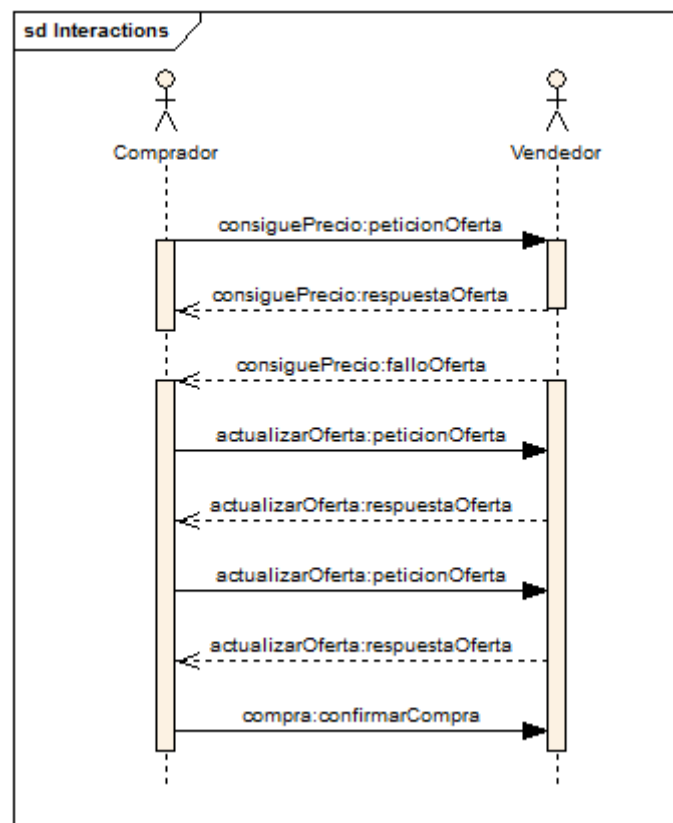 sd Interactions
Comprador
Vendedor
consiguePrecio:peticionOferta
consiguePrecio:respuestaOferta
consiguePrecio:falloOferta
actualizarOferta:peticionOferta
actualizarOferta:respuestaOferta
actualizarOferta:peticionOferta
actualizarOferta:respuestaOferta
compra:confirmarCompra